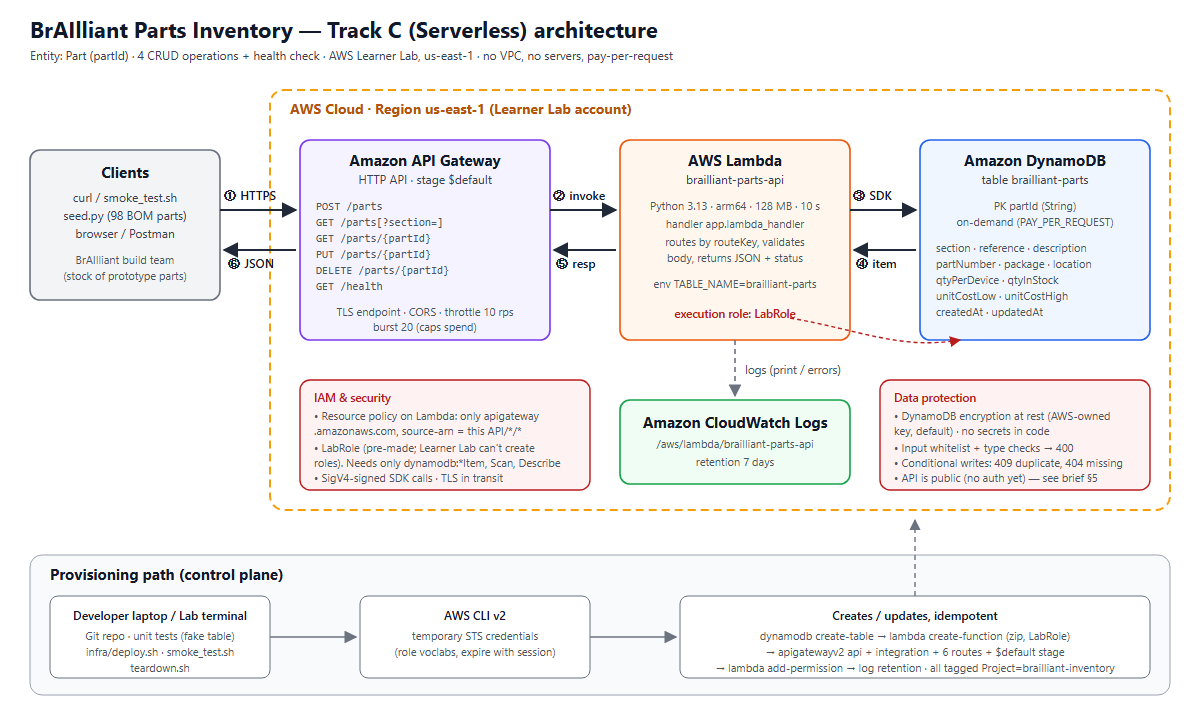 BrAIlliant Parts Inventory — Track C (Serverless) architecture
Entity: Part (partId) · 4 CRUD operations + health check · AWS Learner Lab, us-east-1 · no VPC, no servers, pay-per-request
AWS Cloud · Region us-east-1 (Learner Lab account)
Clients
curl / smoke_test.sh
seed.py (98 BOM parts)
browser / Postman
BrAIlliant build team
(stock of prototype parts)
① HTTPS
⑥ JSON
Amazon API Gateway
HTTP API · stage $default
POST /parts
GET /parts[?section=]
GET /parts/{partId}
PUT /parts/{partId}
DELETE /parts/{partId}
GET /health
TLS endpoint · CORS · throttle 10 rps
burst 20 (caps spend)
② invoke
⑤ resp
AWS Lambda
brailliant-parts-api
Python 3.13 · arm64 · 128 MB · 10 s
handler app.lambda_handler
routes by routeKey, validates
body, returns JSON + status
env TABLE_NAME=brailliant-parts
execution role: LabRole
③ SDK
④ item
Amazon DynamoDB
table brailliant-parts
PK partId (String)
on-demand (PAY_PER_REQUEST)
section · reference · description
partNumber · package · location
qtyPerDevice · qtyInStock
unitCostLow · unitCostHigh
createdAt · updatedAt
logs (print / errors)
IAM & security
• Resource policy on Lambda: only apigateway
.amazonaws.com, source-arn = this API/*/*
• LabRole (pre-made; Learner Lab can't create
roles). Needs only dynamodb:*Item, Scan, Describe
• SigV4-signed SDK calls · TLS in transit
Amazon CloudWatch Logs
/aws/lambda/brailliant-parts-api
retention 7 days
Data protection
• DynamoDB encryption at rest (AWS-owned
key, default) · no secrets in code
• Input whitelist + type checks → 400
• Conditional writes: 409 duplicate, 404 missing
• API is public (no auth yet) — see brief §5
Provisioning path (control plane)
Developer laptop / Lab terminal
Git repo · unit tests (fake table)
infra/deploy.sh · smoke_test.sh
teardown.sh
AWS CLI v2
temporary STS credentials
(role voclabs, expire with session)
Creates / updates, idempotent
dynamodb create-table → lambda create-function (zip, LabRole)
→ apigatewayv2 api + integration + 6 routes + $default stage
→ lambda add-permission → log retention · all tagged Project=brailliant-inventory